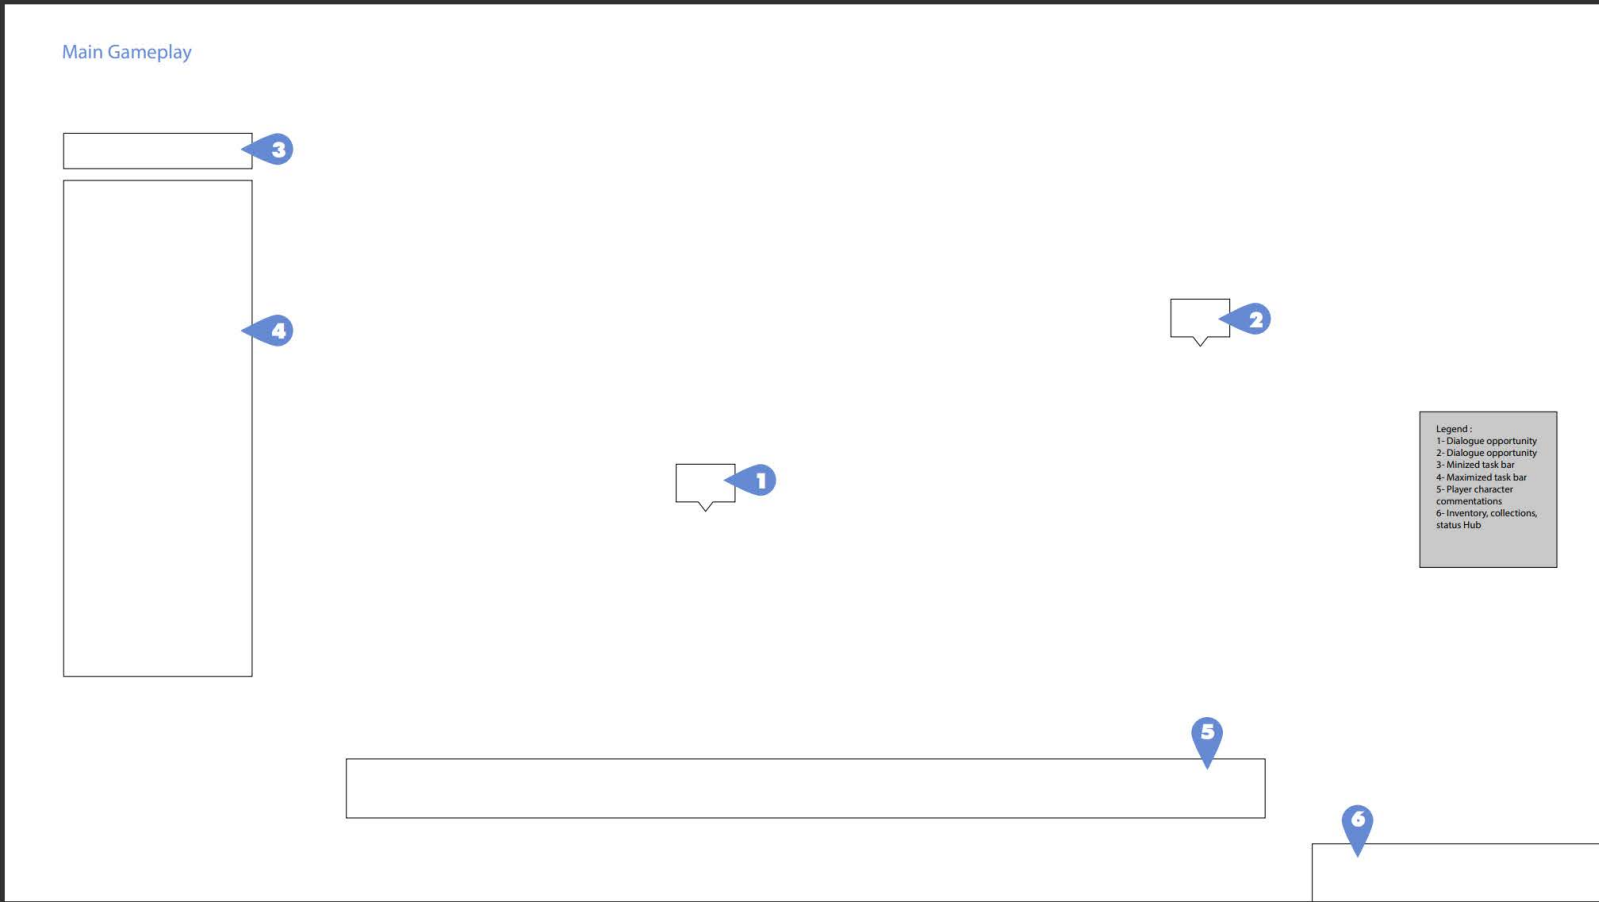 Main Gameplay
3
4
2
1
Legend :
1- Dialogue opportunity
2- Dialogue opportunity
3- Minized task bar
4- Maximized task bar
5- Player character
commentations
6- Inventory, collections,
status Hub
5
6